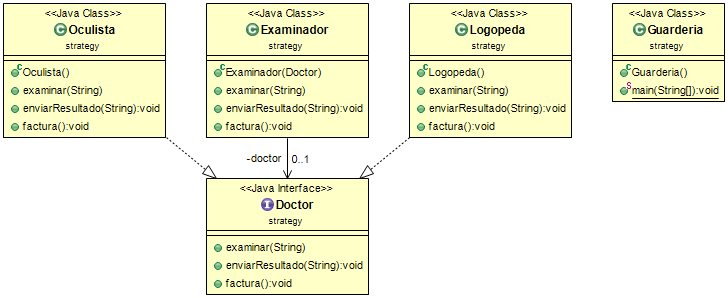 <<Java Class>>
Oculista
strategy
Oculista()
examinar(String)
enviarResultado(String):void
factura():void
<<Java Class>>
Examinador
strategy
Examinador(Doctor)
examinar(String)
enviarResultado(String):void
factura():void
<<Java Class>>
Logopeda
strategy
Logopeda()
examinar(String)
enviarResultado(String):void
factura():void
<<Java Class>>
Guarderia
strategy
Guarderia()
main(String[]):void
-doctor 0..1
<<Java Interface>>
Doctor
strategy
examinar(String)
enviarResultado(String):void
factura():void